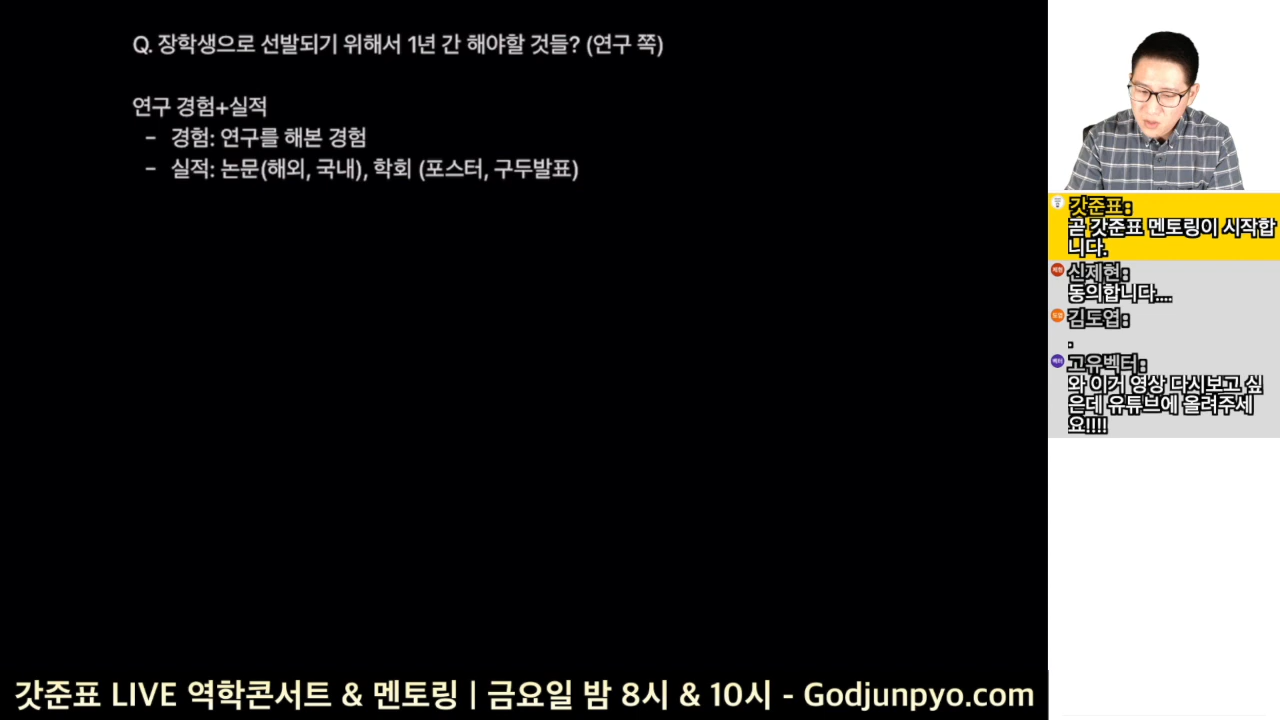 Q. 장학생으로 선발되기 위해서 1년 간 해야할 것들? (연구 쪽)
연구 경험+실적
- 경험: 연구를 해본 경험
- 실적: 논문(해외, 국내), 학회 (포스터, 구두발표)
갓준표:
곧 갓준표 멘토링이 시작합
니다.
제현
신제현:
동의합니다....
도엽
김도엽:
.
벡터
고유벡터:
와 이거 영상 다시보고 싶
은데 유튜브에 올려주세
요!!!!
갓준표 LIVE 역학콘서트 & 멘토링 | 금요일 밤 8시 & 10시 - Godjunpyo.com